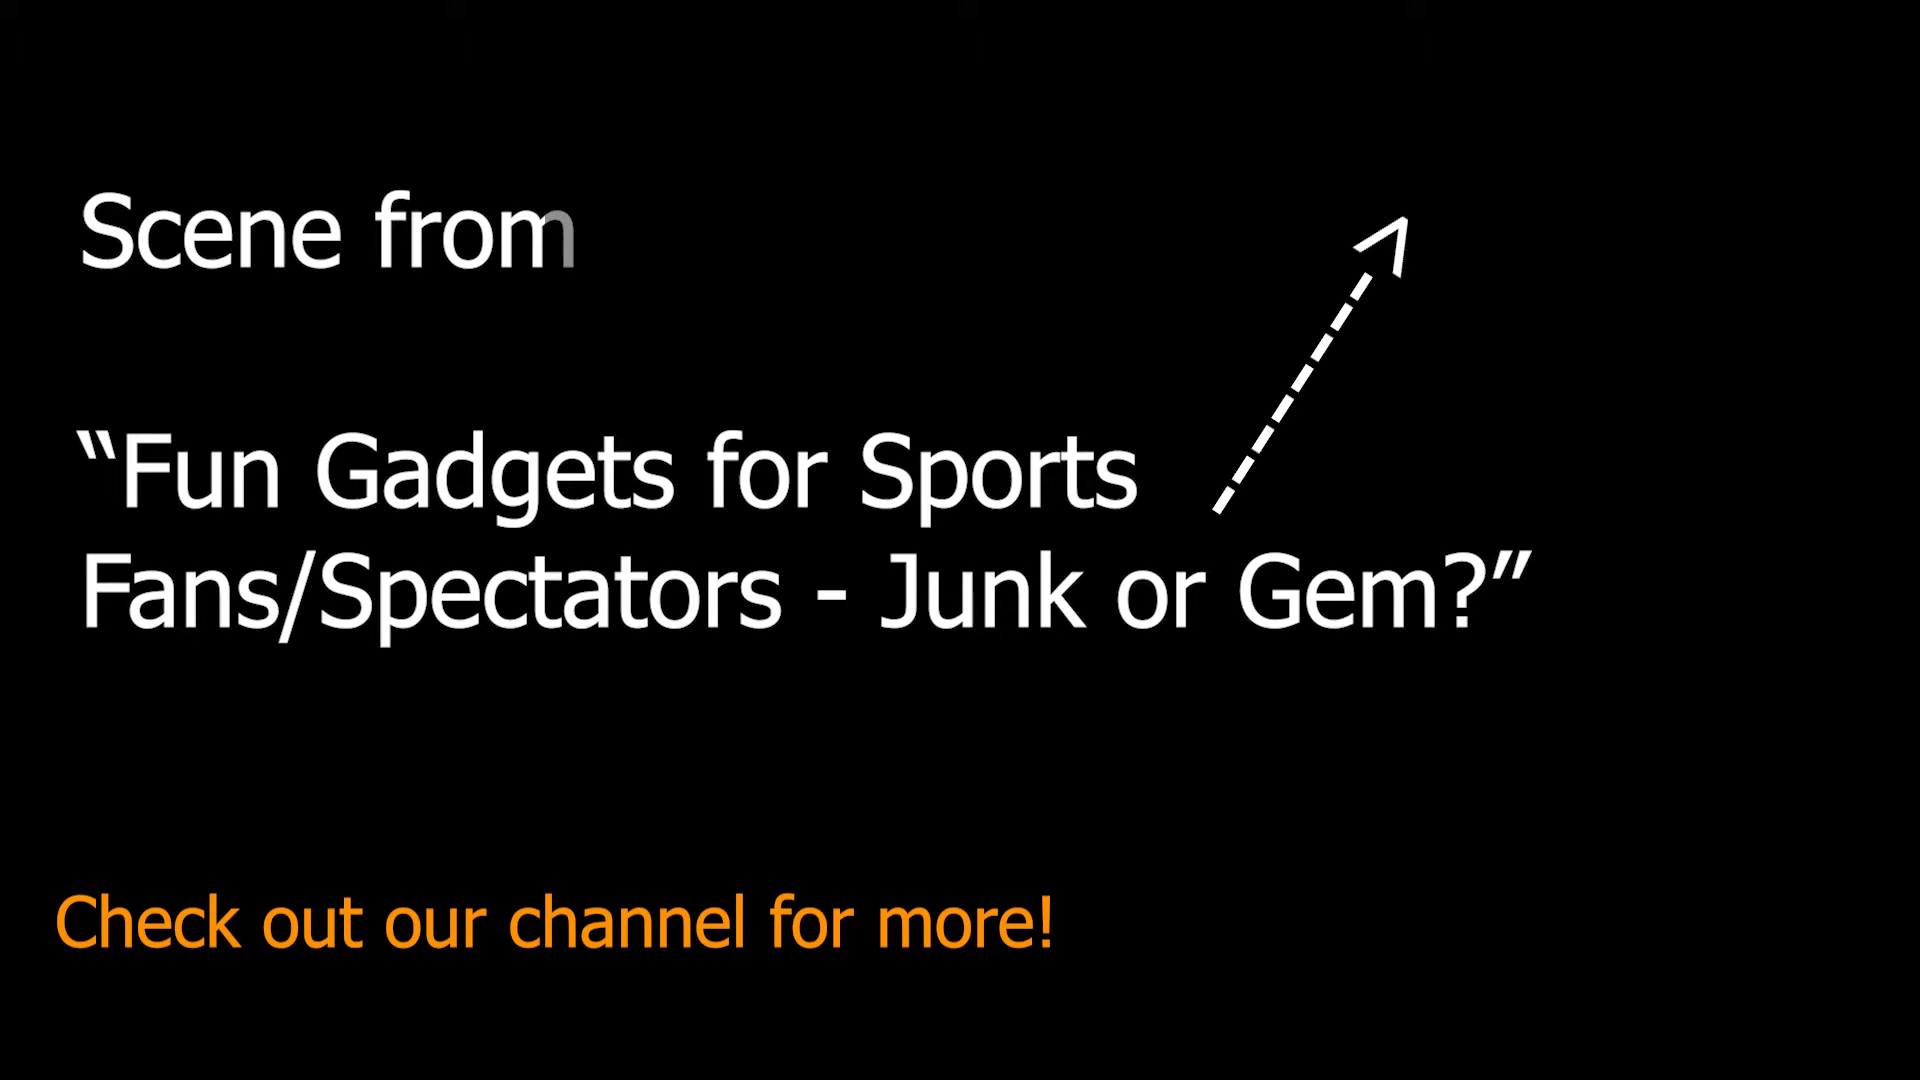 Scene from
“Fun Gadgets for Sports
Fans/Spectators - Junk or Gem?”
Check out our channel for more!